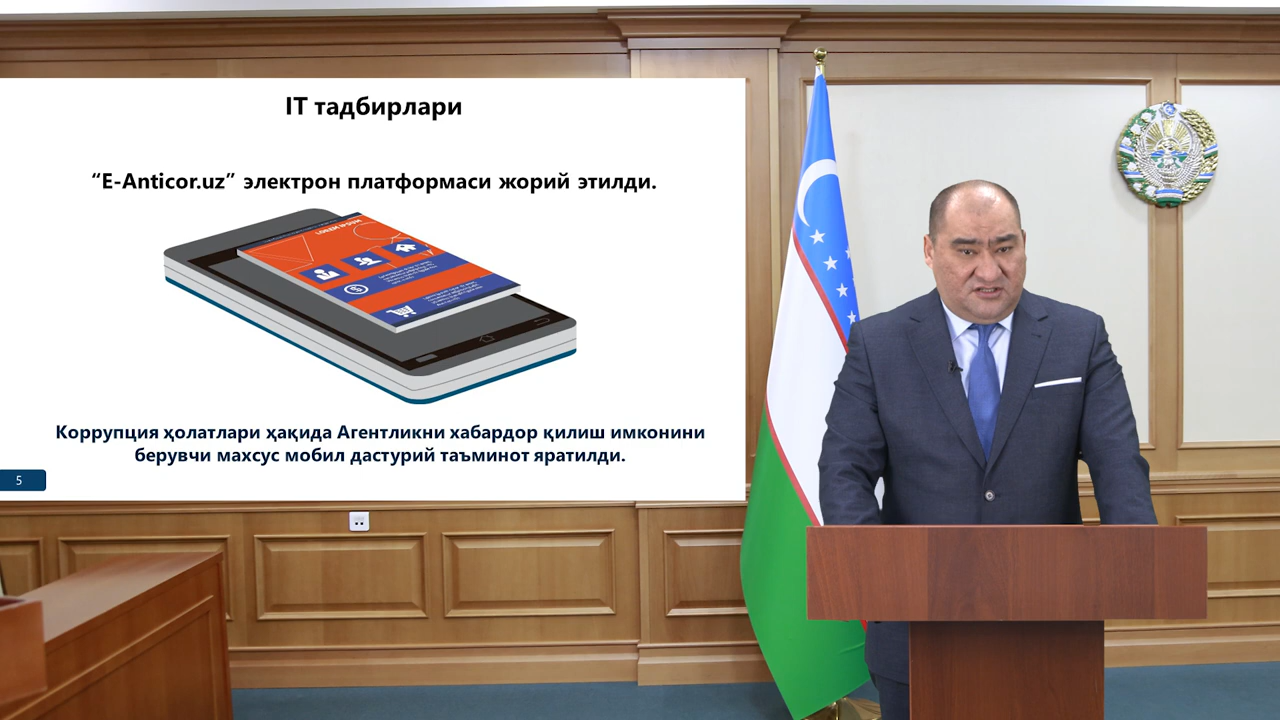 IT тадбирлари
“E-Anticor.uz” электрон платформаси жорий этилди.
Коррупция ҳолатлари ҳақида Агентликни хабардор қилиш имконини
берувчи махсус мобил дастурий таъминот яратилди.
5